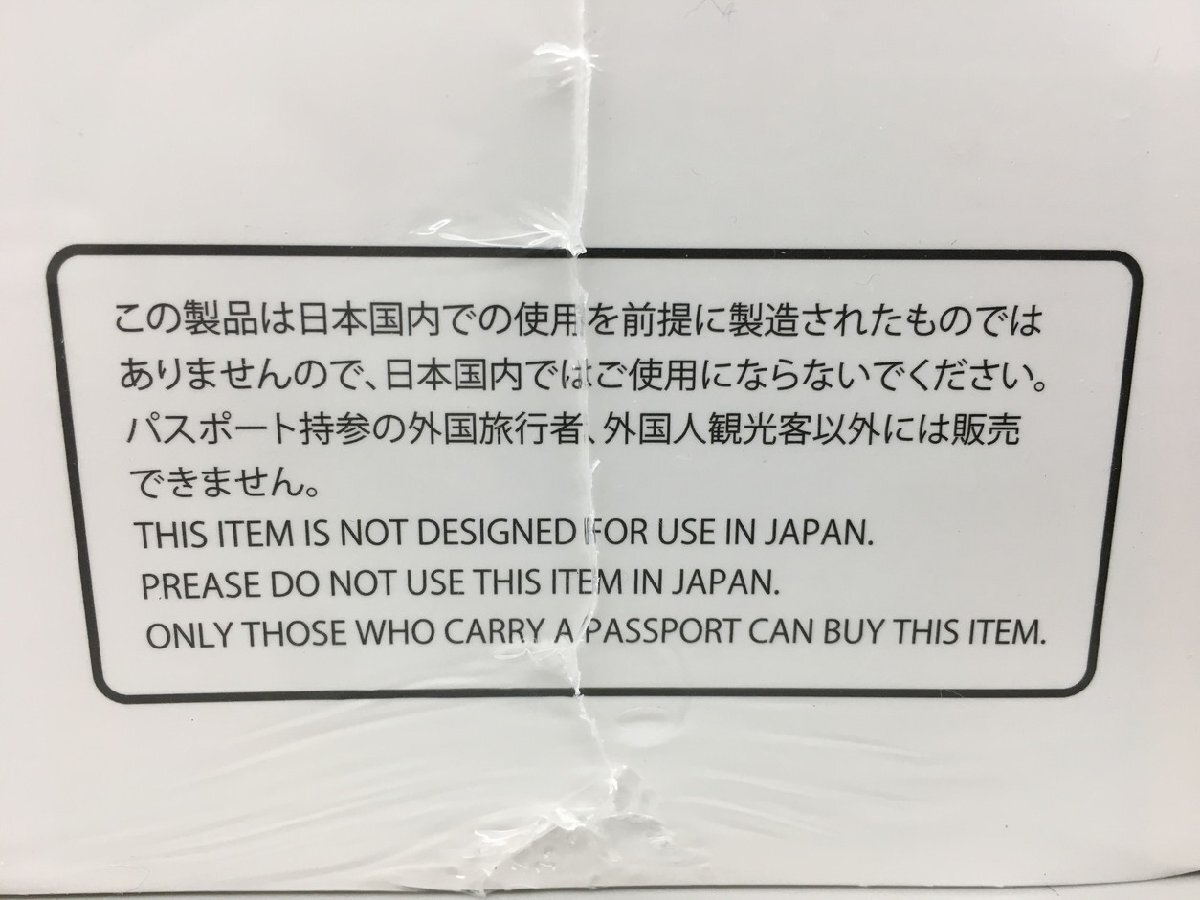 この製品は日本国内での使用を前提に製造されたものでは
ありませんので、日本国内ではご使用にならないでください。
パスポート持参の外国旅行者、外国人観光客以外には販売
できません。
THIS ITEM IS NOT DESIGNED FOR USE IN JAPAN.
PREASE DO NOT USE THIS ITEM IN JAPAN.
ONLY THOSE WHO CARRY A PASSPORT CAN BUY THIS ITEM.